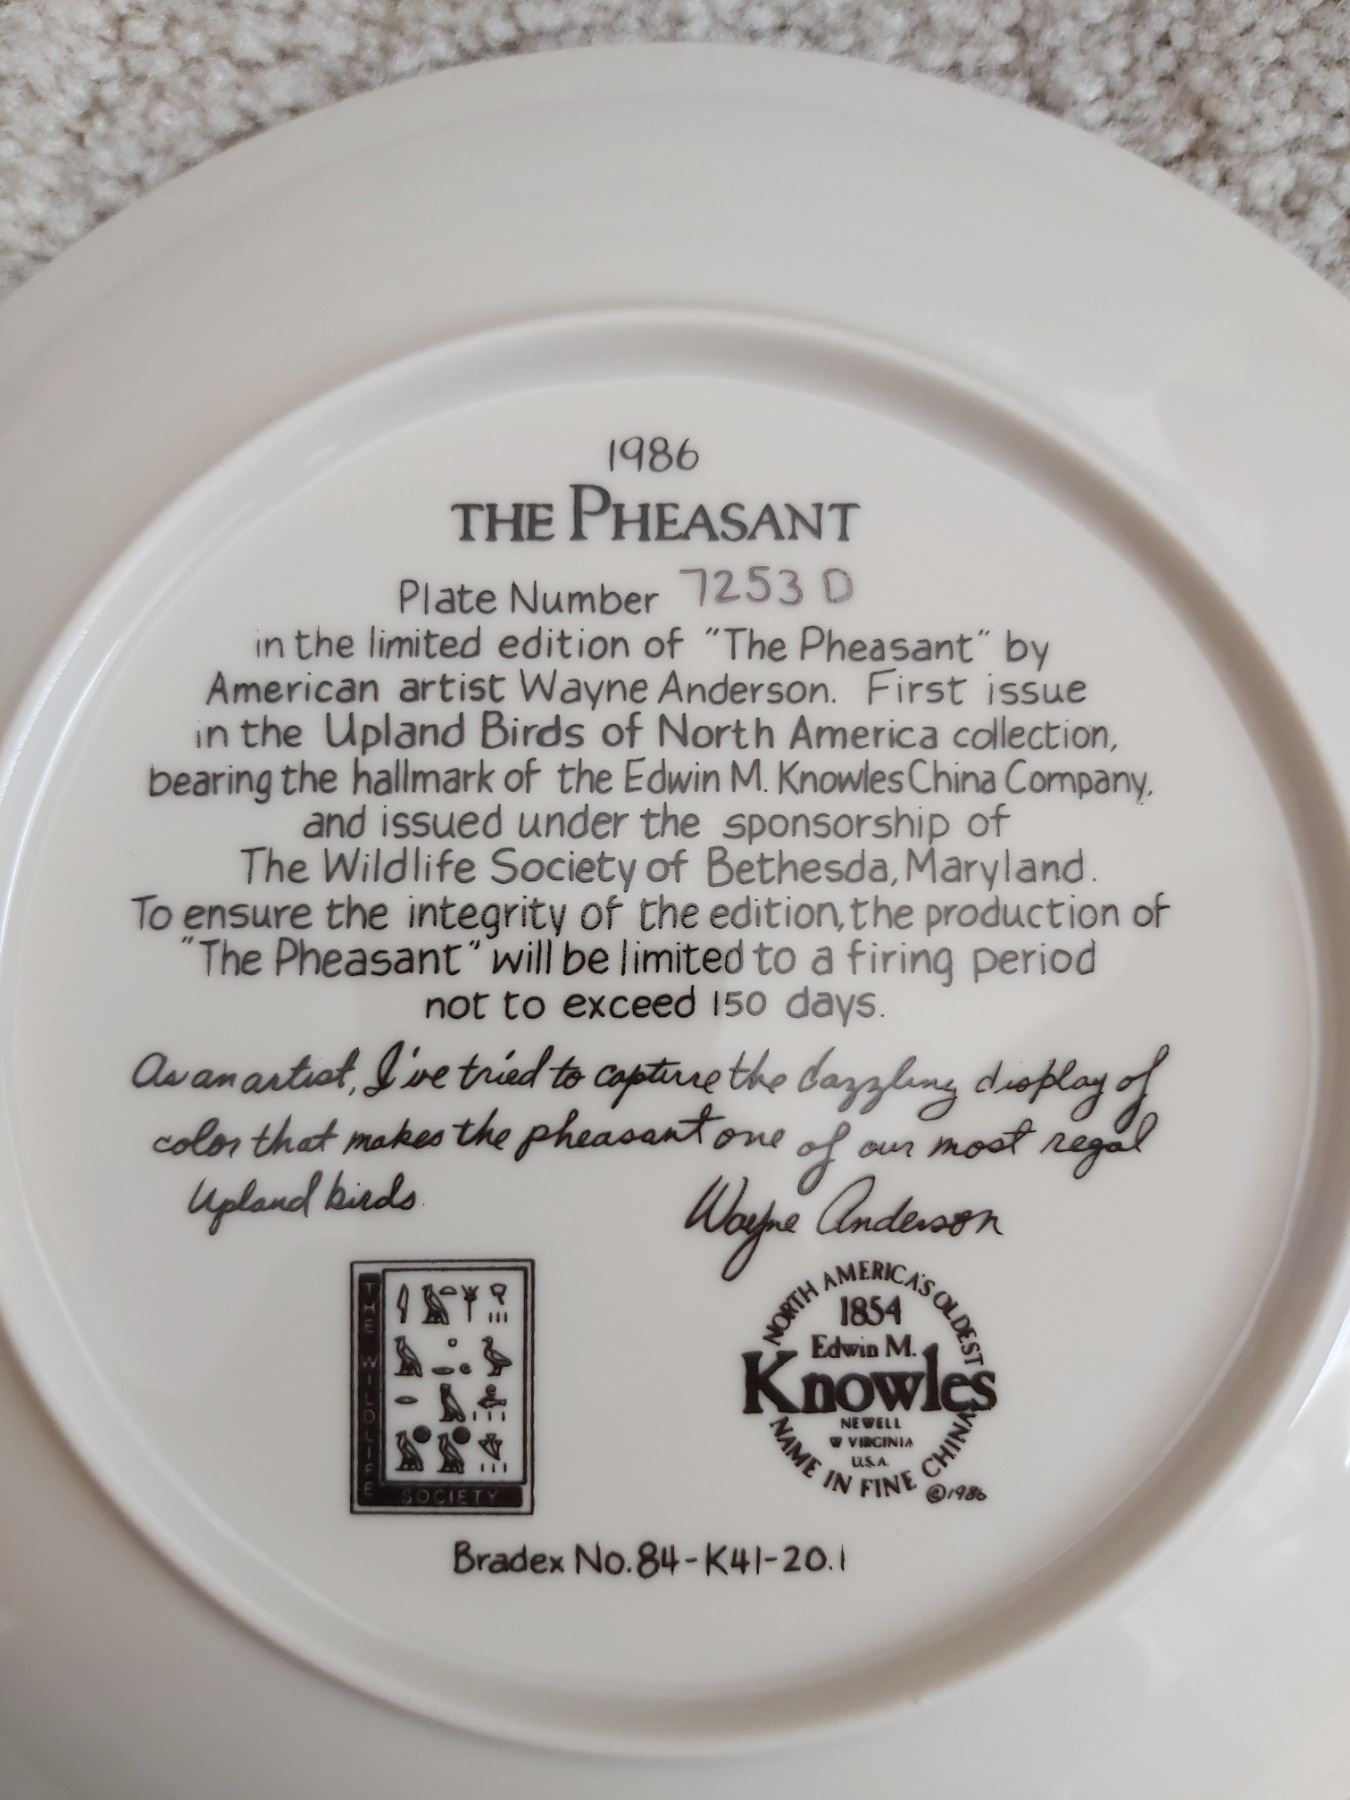 1986
THE PHEASANT
Plate Number 7253 D
in the limited edition of "The Pheasant" by
American artist Wayne Anderson. First issue
in the Upland Birds of North America collection,
bearing the hallmark of the Edwin M. Knowles China Company,
and issued under the sponsorship of
The Wildlife Society of Bethesda, Maryland.
To ensure the integrity of the edition, the production of
"The Pheasant" will be limited to a firing period
not to exceed 150 days.
As an artist, I've tried to capture the dazzling display of
color that makes the pheasant one of our most regal
Upland birds.
Wayne Anderson
THE WILDLIFE
SOCIETY
NORTH AMERICA'S OLDEST
1854
Edwin M.
Knowles
NEWELL
W VIRGINIA
U.S.A.
NAME IN FINE CHINA
©1986
Bradex No. 84-K41-20.1